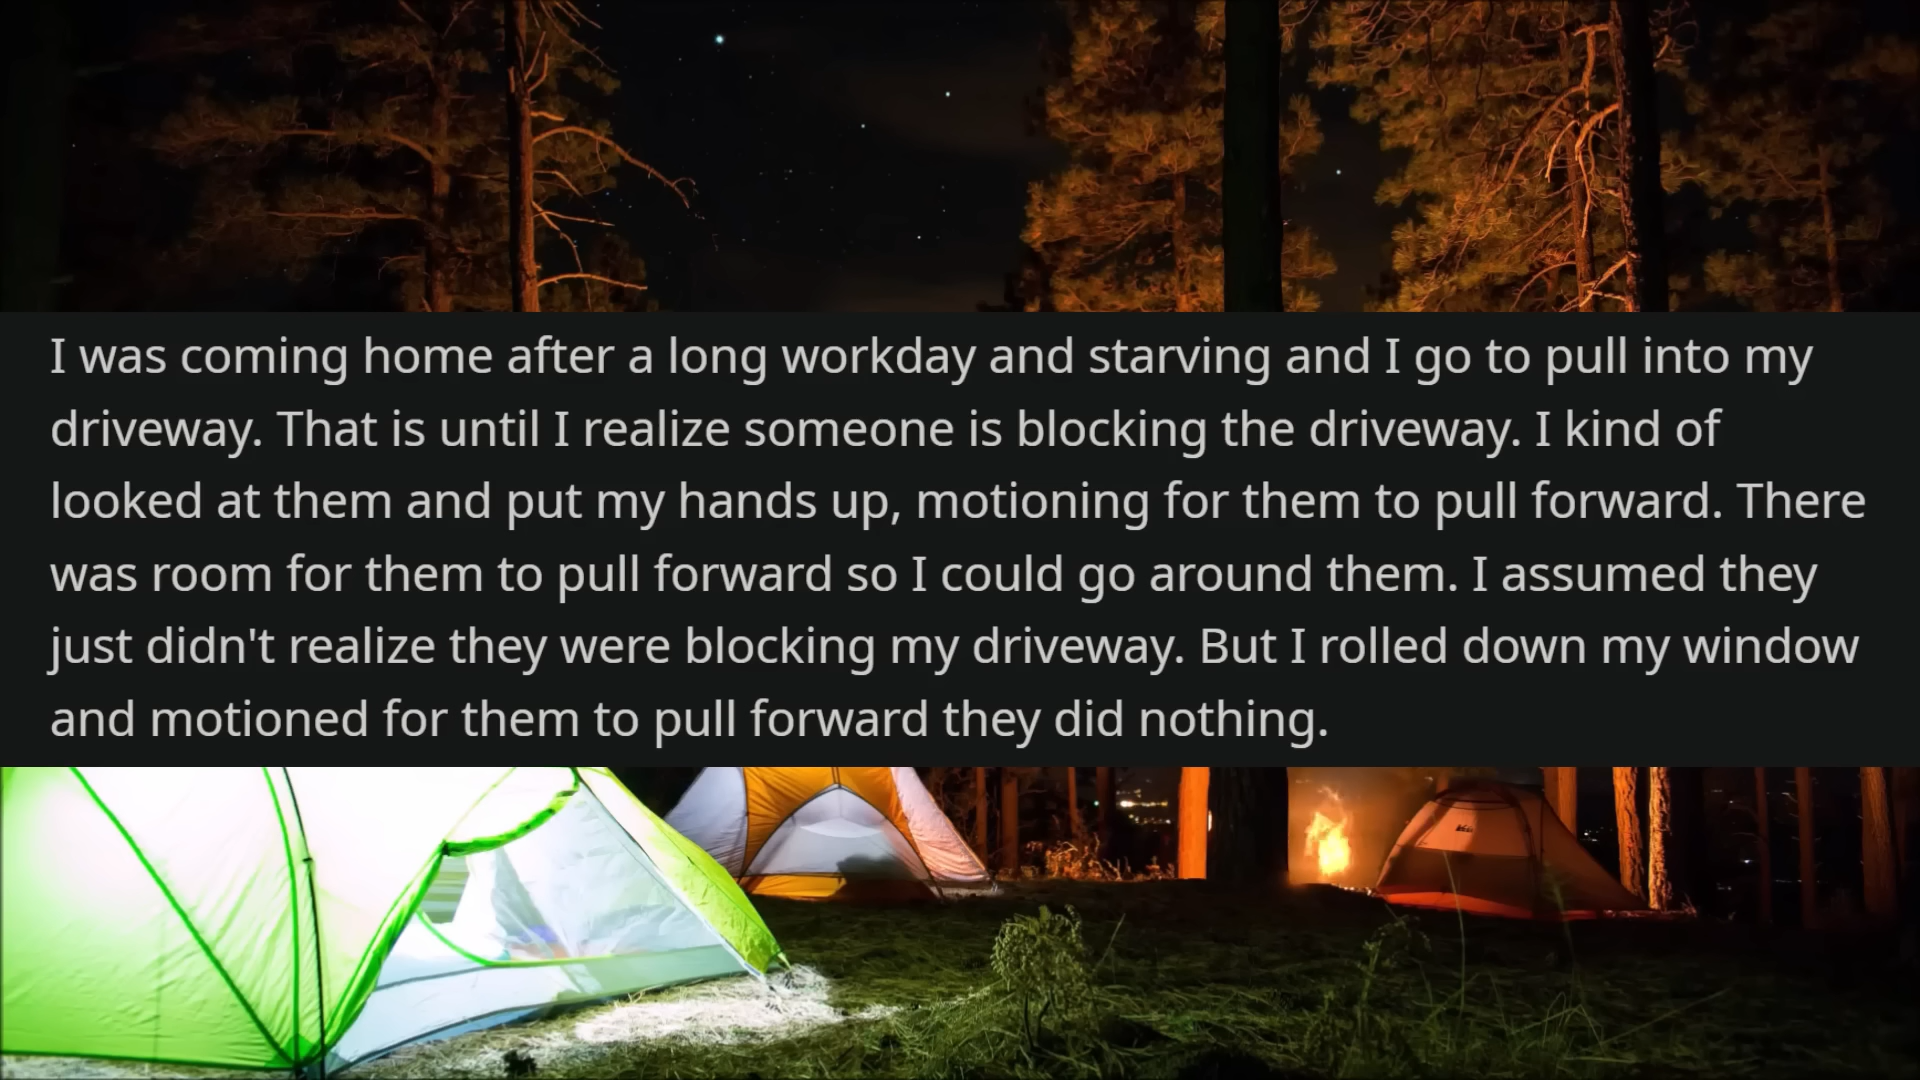 I was coming home after a long workday and starving and I go to pull into my
driveway. That is until I realize someone is blocking the driveway. I kind of
looked at them and put my hands up, motioning for them to pull forward. There
was room for them to pull forward so I could go around them. I assumed they
just didn't realize they were blocking my driveway. But I rolled down my window
and motioned for them to pull forward they did nothing.